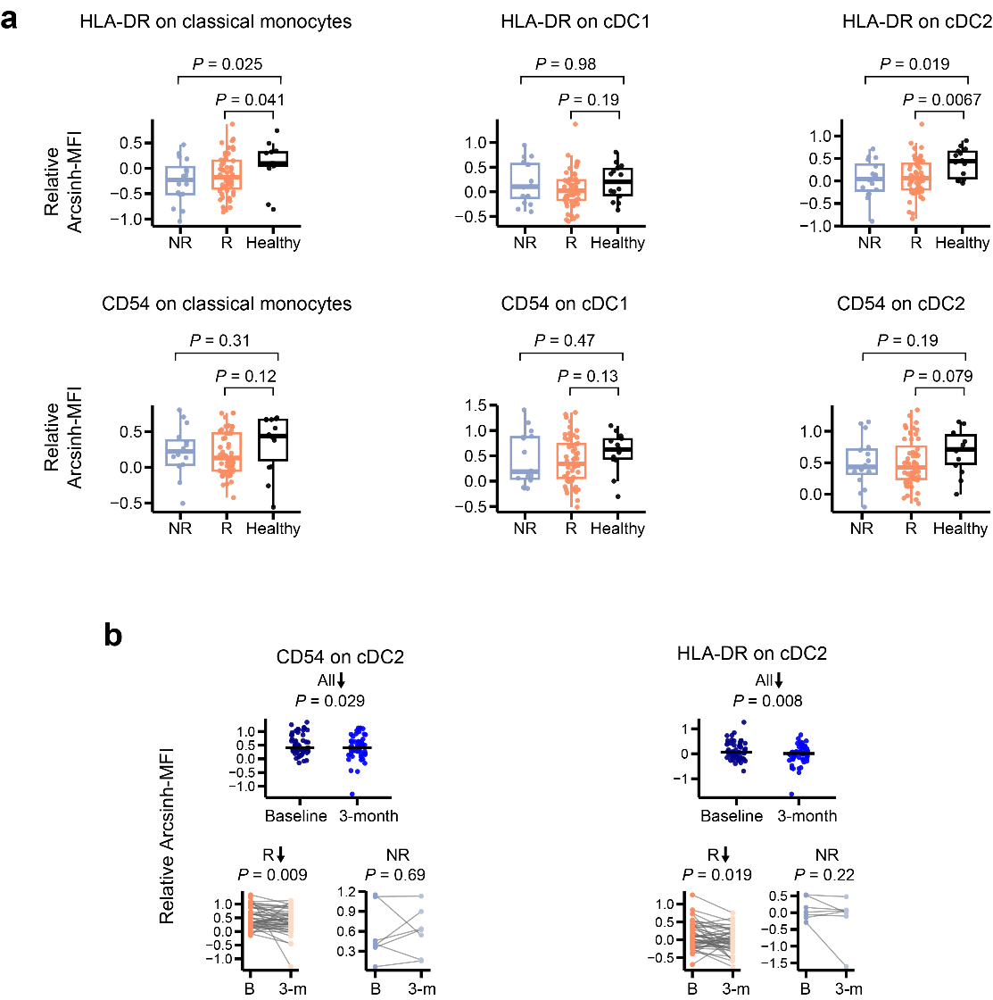 a
HLA-DR on classical monocytes
HLA-DR on cDC1
HLA-DR on cDC2
P = 0.025
P = 0.98
P = 0.019
P = 0.041
P = 0.19
P = 0.0067
Relative
Arcsinh-MFI
0.5
0.0
−0.5
−1.0
NR R Healthy
1.0
0.5
0.0
−0.5
NR R Healthy
1.0
0.5
0.0
−0.5
−1.0
NR R Healthy
CD54 on classical monocytes
CD54 on cDC1
CD54 on cDC2
P = 0.31
P = 0.47
P = 0.19
P = 0.12
P = 0.13
P = 0.079
Relative
Arcsinh-MFI
0.5
0.0
−0.5
NR R Healthy
1.5
1.0
0.5
0.0
−0.5
NR R Healthy
1.0
0.5
0.0
NR R Healthy
b
Relative Arcsinh-MFI
CD54 on cDC2
All
P = 0.029
1.0
0.5
0.0
−0.5
−1.0
Baseline 3-month
R
P = 0.009
1.0
0.5
0.0
−0.5
−1.0
B 3-m
NR
P = 0.69
1.2
0.9
0.6
0.3
B 3-m
HLA-DR on cDC2
All
P = 0.008
1
0
−1
Baseline 3-month
R
P = 0.019
1.0
0.5
0.0
−0.5
B 3-m
NR
P = 0.22
0.5
0.0
−0.5
−1.0
−1.5
B 3-m